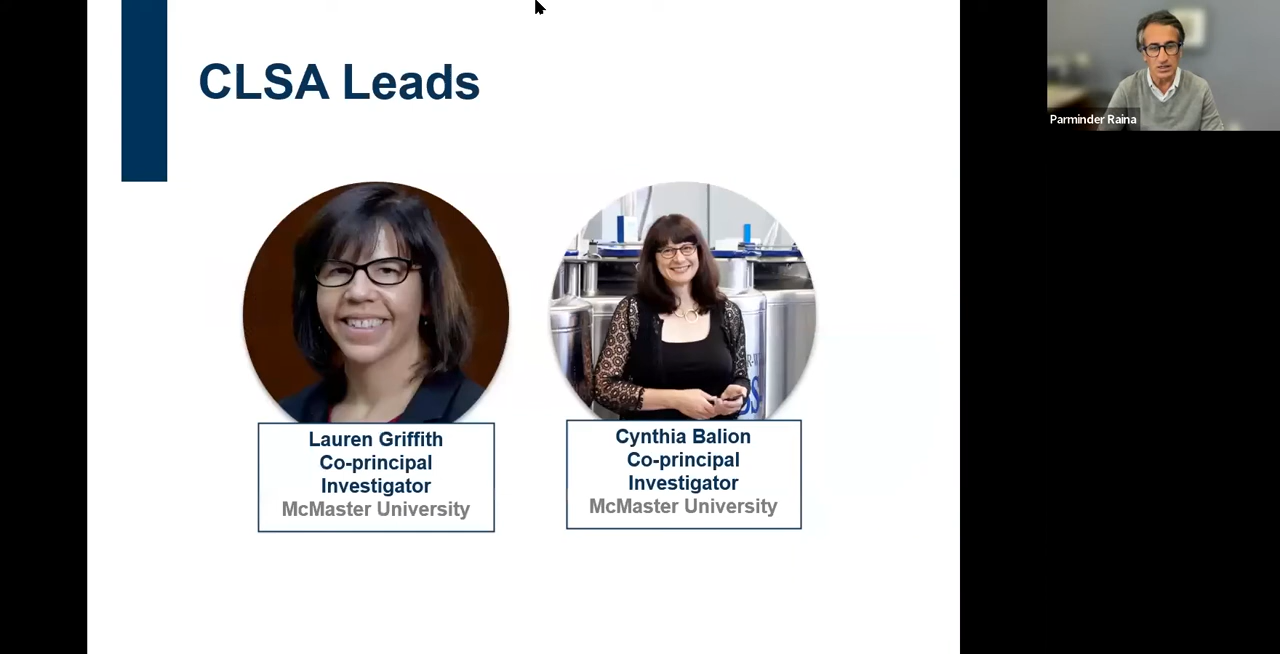 CLSA Leads
Parminder Raina
Lauren Griffith
Co-principal
Investigator
McMaster University
Cynthia Balion
Co-principal
Investigator
McMaster University